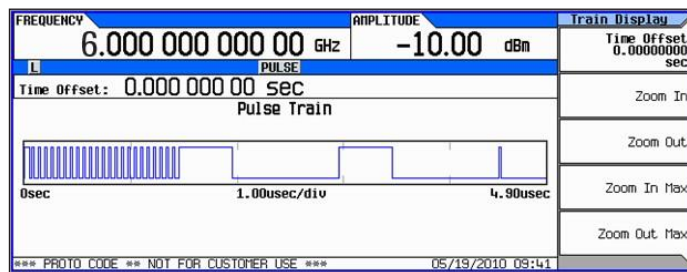 FREQUENCY
AMPLITUDE
Train Display
6.000 000 000 00 GHz
-10.00 dBm
Time Offset
0.00000000
sec
L
PULSE
Time Offset: 0.000 000 00 sec
Zoom In
Pulse Train
Zoom Out
0sec
1.00usec/div
4.90usec
Zoom In Max
Zoom Out Max
*** PROTO CODE ** NOT FOR CUSTOMER USE ***
05/19/2010 09:41